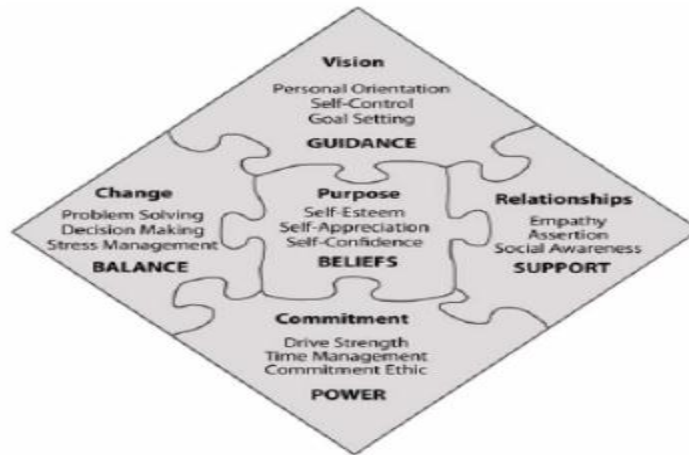 Vision
Personal Orientation
Self-Control
Goal Setting
GUIDANCE
Change
Problem Solving
Decision Making
Stress Management
BALANCE
Purpose
Self-Esteem
Self-Appreciation
Self-Confidence
BELIEFS
Relationships
Empathy
Assertion
Social Awareness
SUPPORT
Commitment
Drive Strength
Time Management
Commitment Ethic
POWER